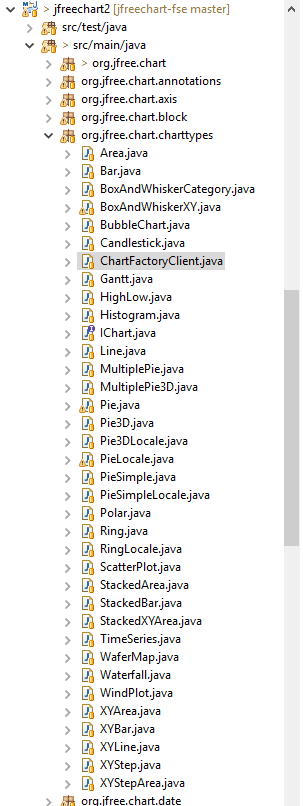 jfreechart2 [jfreechart-fse master]
src/test/java
> src/main/java
> org.jfree.chart
org.jfree.chart.annotations
org.jfree.chart.axis
org.jfree.chart.block
org.jfree.chart.charttypes
Area.java
Bar.java
BoxAndWhiskerCategory.java
BoxAndWhiskerXY.java
BubbleChart.java
Candlestick.java
ChartFactoryClient.java
Gantt.java
HighLow.java
Histogram.java
IChart.java
Line.java
MultiplePie.java
MultiplePie3D.java
Pie.java
Pie3D.java
Pie3DLocale.java
PieLocale.java
PieSimple.java
PieSimpleLocale.java
Polar.java
Ring.java
RingLocale.java
ScatterPlot.java
StackedArea.java
StackedBar.java
StackedXYArea.java
TimeSeries.java
WaferMap.java
Waterfall.java
WindPlot.java
XYArea.java
XYBar.java
XYLine.java
XYStep.java
XYStepArea.java
org.jfree.chart.date